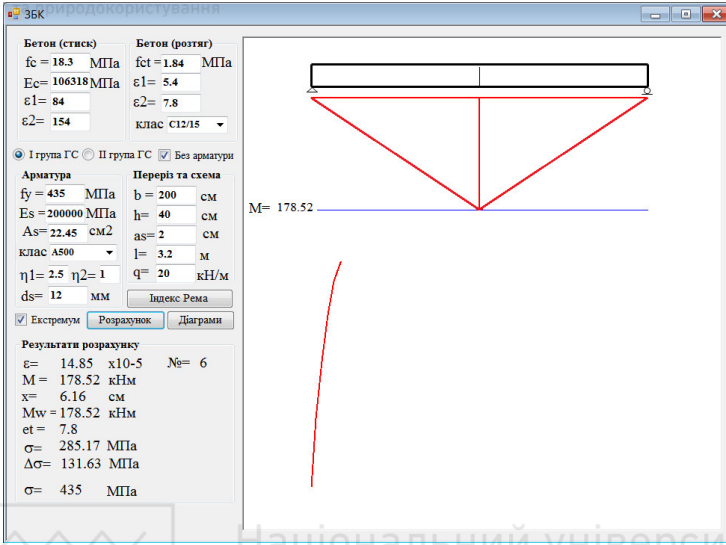 природокористування
ЗБК
Бетон (стиск)
fc = 18.3 МПа
Ec= 106318 МПа
ε1= 84
ε2= 154
Бетон (розтяг)
fct= 1.84 МПа
ε1= 5.4
ε2= 7.8
клас C12/15
I група ГС II група ГС Без арматури
Арматура
fy = 435 МПа
Es = 200000 МПа
As= 22.45 см2
клас A500
η1= 2.5 η2= 1
ds= 12 мм
Переріз та схема
b = 200 см
h= 40 см
as= 2 см
l= 3.2 м
q= 20 кН/м
Індекс Рема
Екстремум Розрахунок Діаграми
Результати розрахунку
ε= 14.85 x10-5 №= 6
M = 178.52 кНм
x= 6.16 см
Mw = 178.52 кНм
et = 7.8
σ= 285.17 МПа
Δσ= 131.63 МПа
σ= 435 МПа
M= 178.52
Національний універси